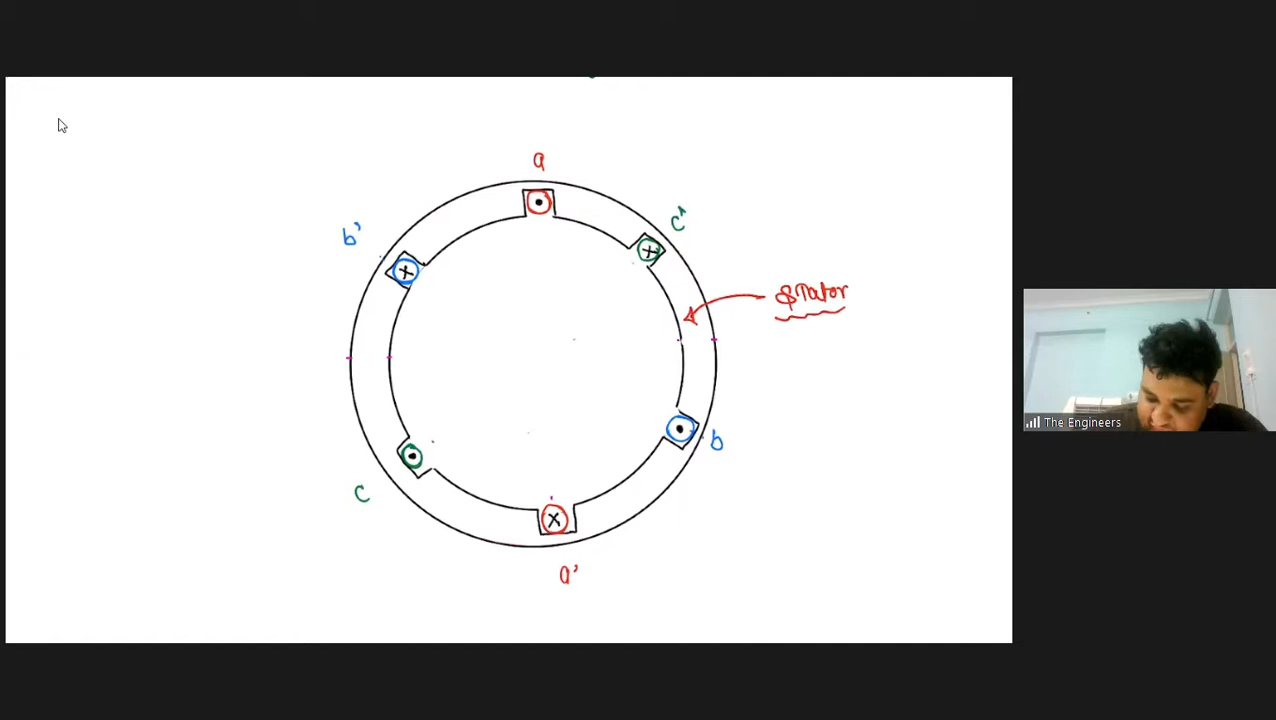 a
c'
b'
Stator
b
c
a'
The Engineers